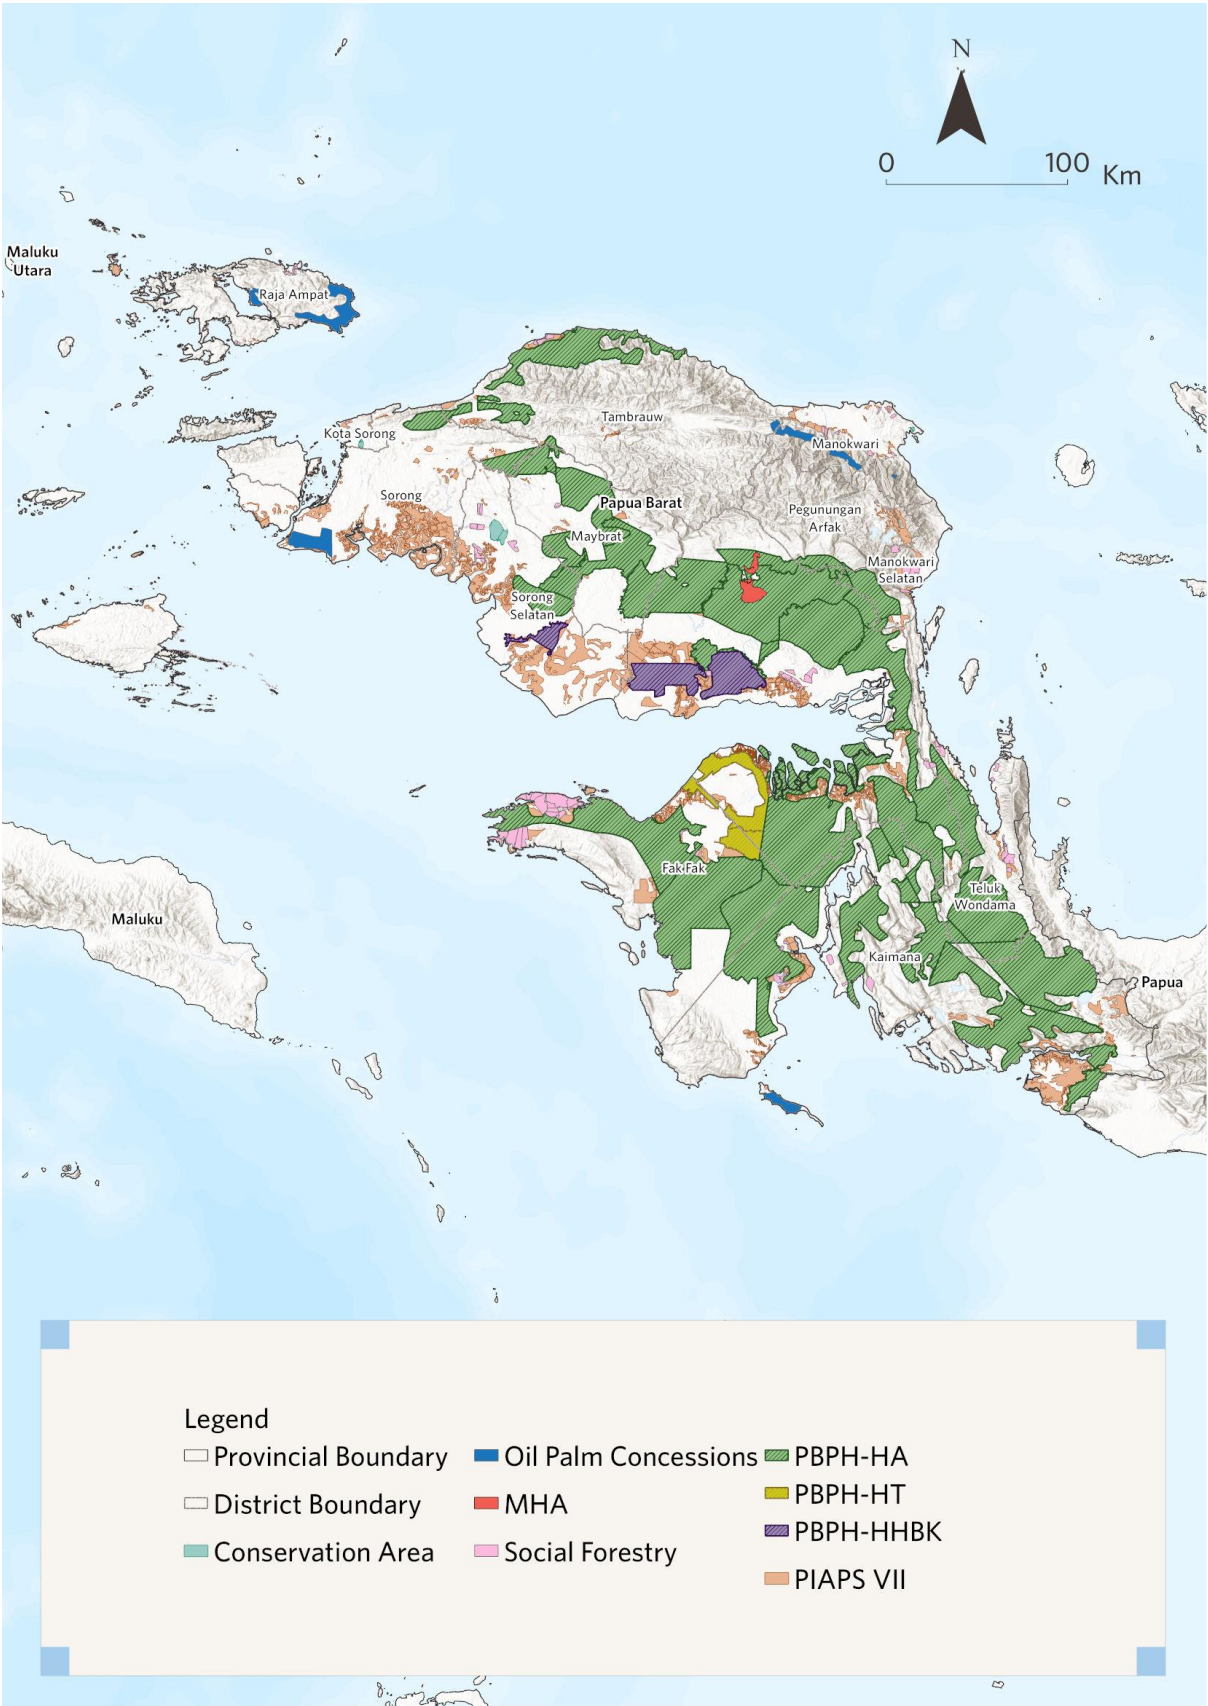 N
0 100 Km
Maluku
Utara
Raja Ampat
Tambrauw
Kota Sorong
Manokwari
Sorong
Papua Barat
Pegunungan
Arfak
Maybrat
Manokwari
Selatan
Sorong
Selatan
Fak Fak
Teluk
Wondama
Maluku
Kaimana
Papua
Legend
Provincial Boundary
District Boundary
Conservation Area
Oil Palm Concessions
MHA
Social Forestry
PBPH-HA
PBPH-HT
PBPH-HHBK
PIAPS VII